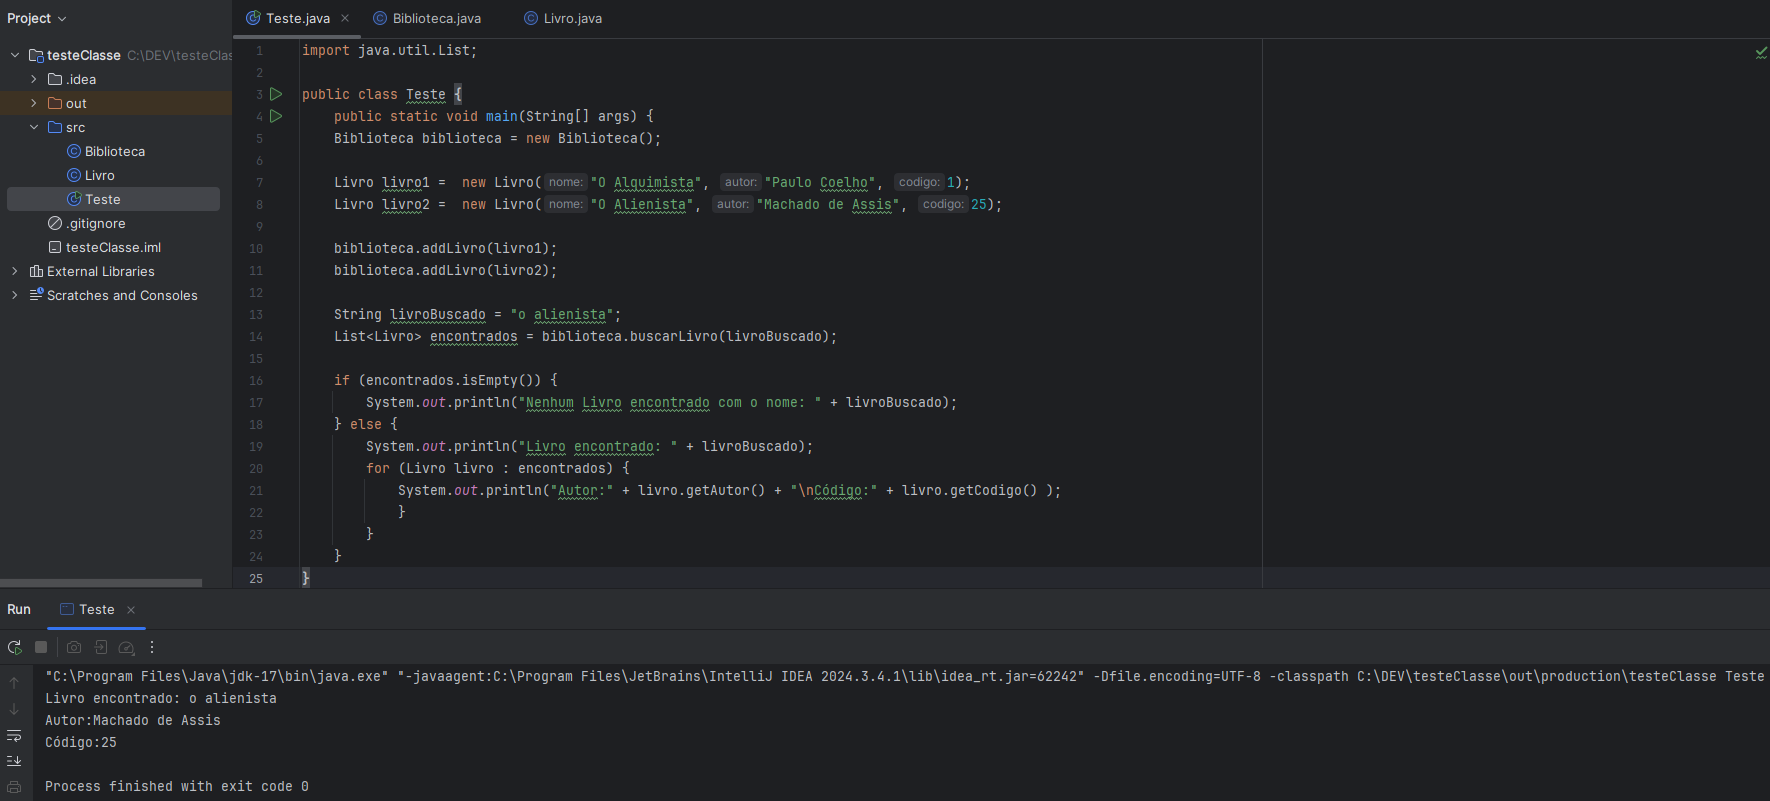 Project
Teste.java
Biblioteca.java
Livro.java
testeClasse C:\DEV\testeClas
.idea
out
src
Biblioteca
Livro
Teste
.gitignore
testeClasse.iml
External Libraries
Scratches and Consoles
1 import java.util.List;
2
3 public class Teste {
4 public static void main(String[] args) {
5 Biblioteca biblioteca = new Biblioteca();
6
7 Livro livro1 =  new Livro( nome: "O Alquimista", autor: "Paulo Coelho", codigo: 1);
8 Livro livro2 =  new Livro( nome: "O Alienista", autor: "Machado de Assis", codigo: 25);
9
10 biblioteca.addLivro(livro1);
11 biblioteca.addLivro(livro2);
12
13 String livroBuscado = "o alienista";
14 List<Livro> encontrados = biblioteca.buscarLivro(livroBuscado);
15
16 if (encontrados.isEmpty()) {
17 System.out.println("Nenhum Livro encontrado com o nome: " + livroBuscado);
18 } else {
19 System.out.println("Livro encontrado: " + livroBuscado);
20 for (Livro livro : encontrados) {
21 System.out.println("Autor:" + livro.getAutor() + "\nCódigo:" + livro.getCodigo() );
22 }
23 }
24 }
25 }
Run Teste
"C:\Program Files\Java\jdk-17\bin\java.exe" "-javaagent:C:\Program Files\JetBrains\IntelliJ IDEA 2024.3.4.1\lib\idea_rt.jar=62242" -Dfile.encoding=UTF-8 -classpath C:\DEV\testeClasse\out\production\testeClasse Teste
Livro encontrado: o alienista
Autor:Machado de Assis
Código:25
Process finished with exit code 0